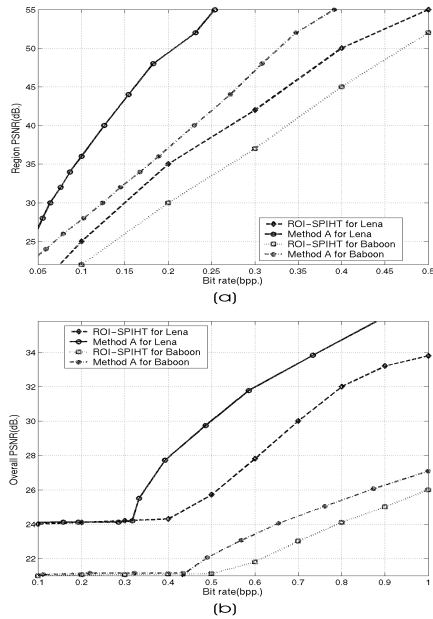 55
50
45
40
35
30
25
Region PSNR(dB.)
ROI-SPIHT for Lena
Method A for Lena
ROI-SPIHT for Baboon
Method A for Baboon
0.05 0.1 0.15 0.2 0.25 0.3 0.35 0.4 0.45 0.5
Bit rate(bpp.)
(a)
ROI-SPIHT for Lena
Method A for Lena
ROI-SPIHT for Baboon
Method A for Baboon
34
32
30
28
26
24
22
21
Overall PSNR(dB.)
0.1 0.2 0.3 0.4 0.5 0.6 0.7 0.8 0.9 1
Bit rate(bpp.)
(b)